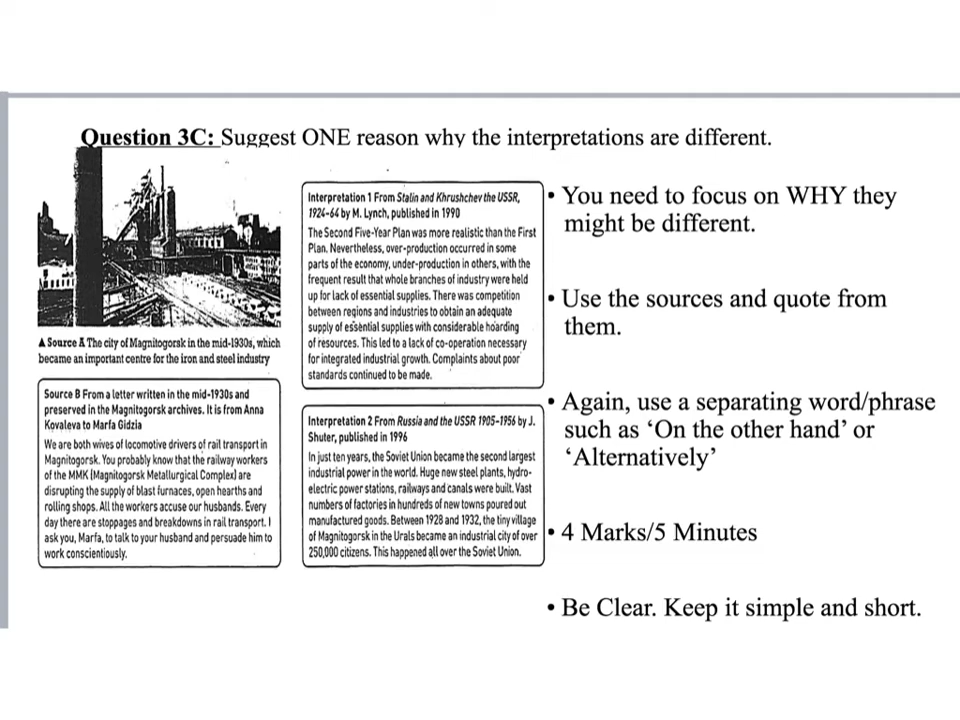 Question 3C: Suggest ONE reason why the interpretations are different.
▲ Source A The city of Magnitogorsk in the mid-1930s, which
became an important centre for the iron and steel industry
Source B From a letter written in the mid-1930s and
preserved in the Magnitogorsk archives. It is from Anna
Kovaleva to Marfa Gidzia
We are both wives of locomotive drivers of rail transport in
Magnitogorsk. You probably know that the railway workers
of the MMK (Magnitogorsk Metallurgical Complex) are
disrupting the supply of blast furnaces, open hearths and
rolling shops. All the workers accuse our husbands. Every
day there are stoppages and breakdowns in rail transport. I
ask you, Marfa, to talk to your husband and persuade him to
work conscientiously.
Interpretation 1 From Stalin and Khrushchev the USSR,
1924–64 by M. Lynch, published in 1990
The Second Five-Year Plan was more realistic than the First
Plan. Nevertheless, over-production occurred in some
parts of the economy, under-production in others, with the
frequent result that whole branches of industry were held
up for lack of essential supplies. There was competition
between regions and industries to obtain an adequate
supply of essential supplies with considerable hoarding
of resources. This led to a lack of co-operation necessary
for integrated industrial growth. Complaints about poor
standards continued to be made.
Interpretation 2 From Russia and the USSR 1905–1956 by J.
Shuter, published in 1996
In just ten years, the Soviet Union became the second largest
industrial power in the world. Huge new steel plants, hydro-
electric power stations, railways and canals were built. Vast
numbers of factories in hundreds of new towns poured out
manufactured goods. Between 1928 and 1932, the tiny village
of Magnitogorsk in the Urals became an industrial city of over
250,000 citizens. This happened all over the Soviet Union.
• You need to focus on WHY they
might be different.
• Use the sources and quote from
them.
• Again, use a separating word/phrase
such as ‘On the other hand’ or
‘Alternatively’
• 4 Marks/5 Minutes
• Be Clear. Keep it simple and short.